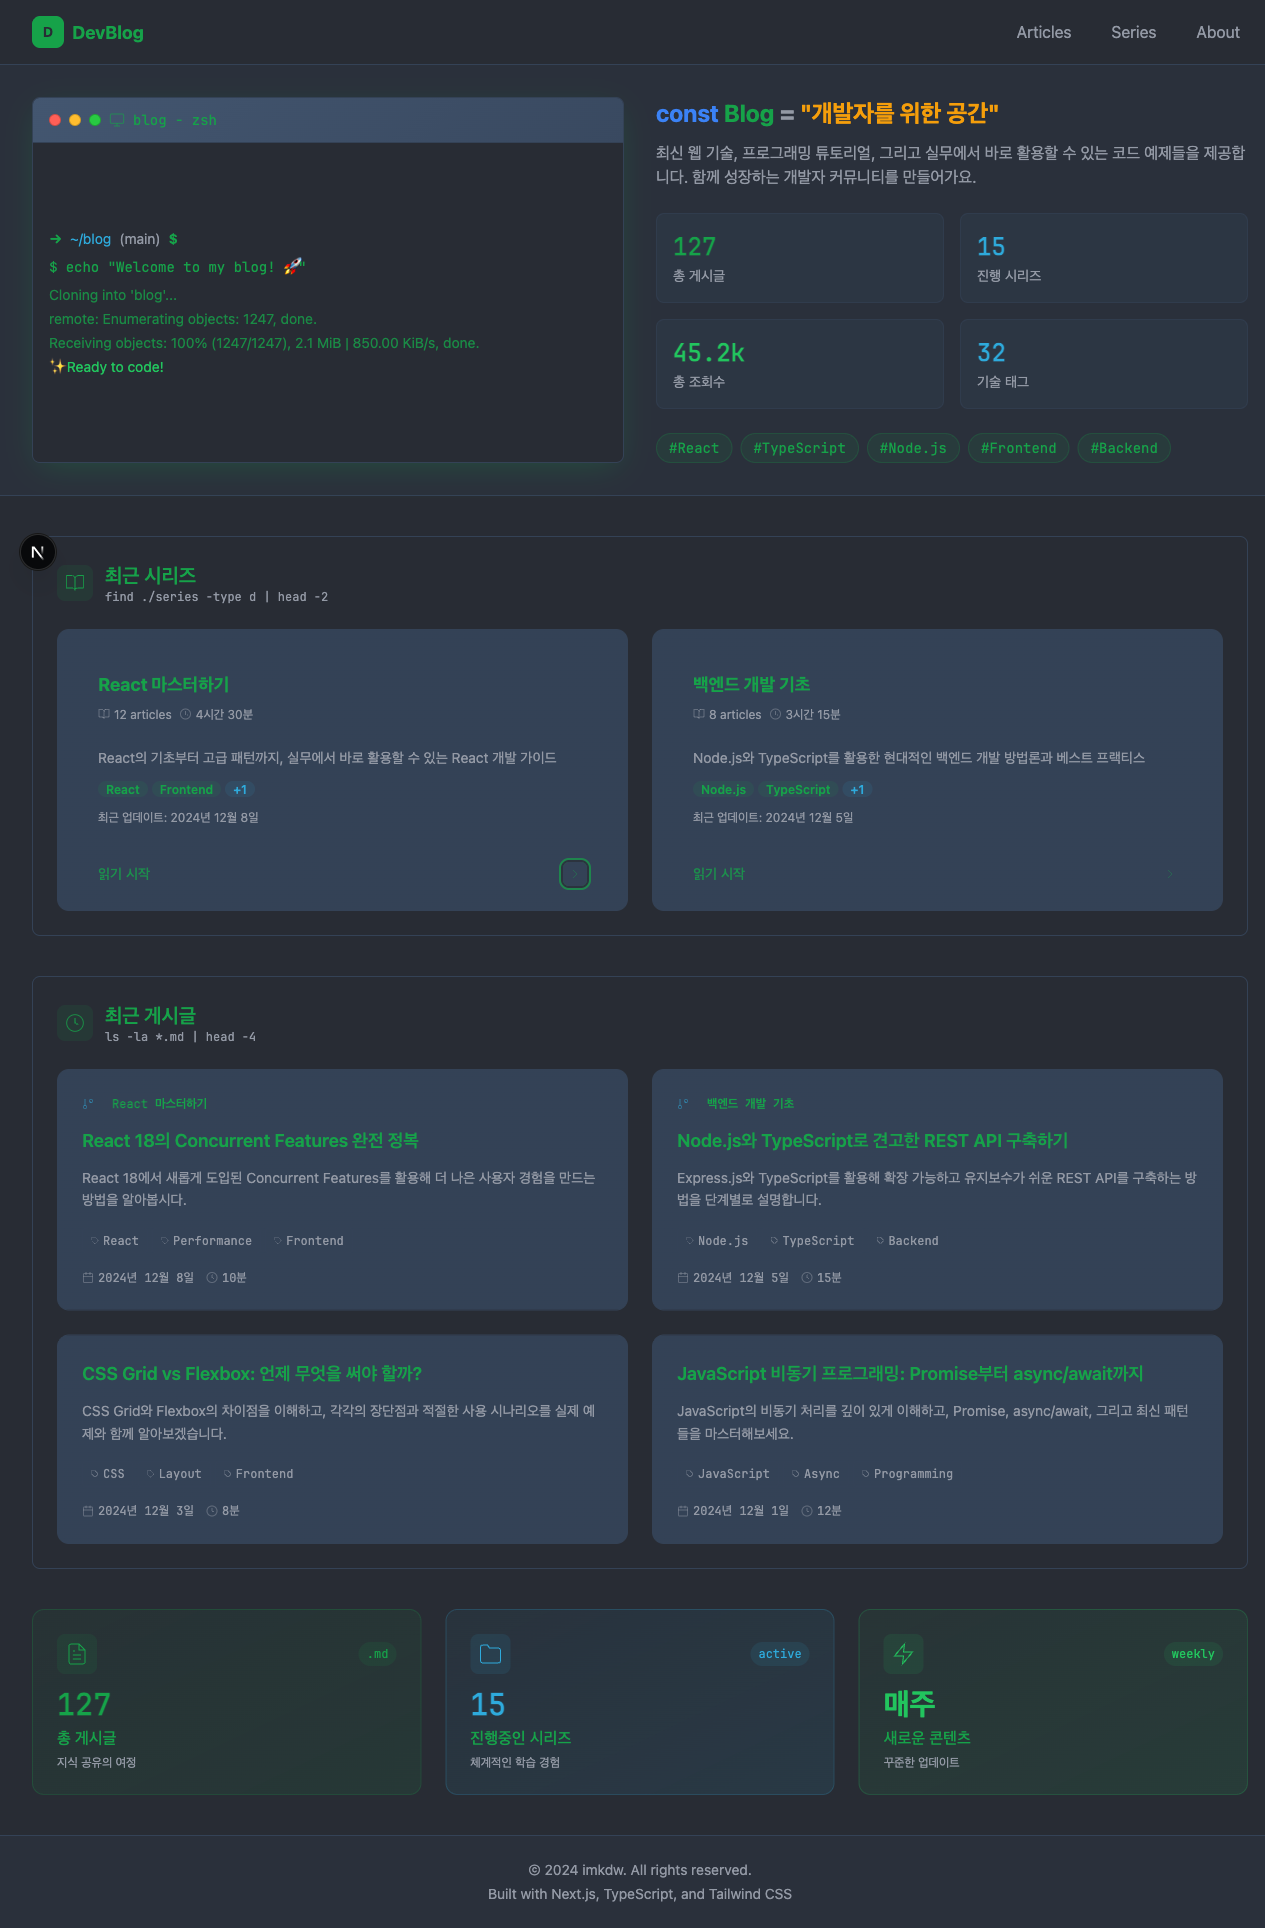 D DevBlog
Articles Series About
blog - zsh
→ ~/blog (main) $
$ echo "Welcome to my blog! 🚀"
Cloning into 'blog'...
remote: Enumerating objects: 1247, done.
Receiving objects: 100% (1247/1247), 2.1 MiB | 850.00 KiB/s, done.
✨Ready to code!
const Blog = "개발자를 위한 공간"
최신 웹 기술, 프로그래밍 튜토리얼, 그리고 실무에서 바로 활용할 수 있는 코드 예제들을 제공합
니다. 함께 성장하는 개발자 커뮤니티를 만들어가요.
127
총 게시글
15
진행 시리즈
45.2k
총 조회수
32
기술 태그
#React #TypeScript #Node.js #Frontend #Backend
N
최근 시리즈
find ./series -type d | head -2
React 마스터하기
12 articles 4시간 30분
React의 기초부터 고급 패턴까지, 실무에서 바로 활용할 수 있는 React 개발 가이드
React Frontend +1
최근 업데이트: 2024년 12월 8일
읽기 시작
백엔드 개발 기초
8 articles 3시간 15분
Node.js와 TypeScript를 활용한 현대적인 백엔드 개발 방법론과 베스트 프랙티스
Node.js TypeScript +1
최근 업데이트: 2024년 12월 5일
읽기 시작
최근 게시글
ls -la *.md | head -4
React 마스터하기
React 18의 Concurrent Features 완전 정복
React 18에서 새롭게 도입된 Concurrent Features를 활용해 더 나은 사용자 경험을 만드는
방법을 알아봅시다.
React Performance Frontend
2024년 12월 8일 10분
백엔드 개발 기초
Node.js와 TypeScript로 견고한 REST API 구축하기
Express.js와 TypeScript를 활용해 확장 가능하고 유지보수가 쉬운 REST API를 구축하는 방
법을 단계별로 설명합니다.
Node.js TypeScript Backend
2024년 12월 5일 15분
CSS Grid vs Flexbox: 언제 무엇을 써야 할까?
CSS Grid와 Flexbox의 차이점을 이해하고, 각각의 장단점과 적절한 사용 시나리오를 실제 예
제와 함께 알아보겠습니다.
CSS Layout Frontend
2024년 12월 3일 8분
JavaScript 비동기 프로그래밍: Promise부터 async/await까지
JavaScript의 비동기 처리를 깊이 있게 이해하고, Promise, async/await, 그리고 최신 패턴
들을 마스터해보세요.
JavaScript Async Programming
2024년 12월 1일 12분
.md
127
총 게시글
지식 공유의 여정
active
15
진행중인 시리즈
체계적인 학습 경험
weekly
매주
새로운 콘텐츠
꾸준한 업데이트
© 2024 imkdw. All rights reserved.
Built with Next.js, TypeScript, and Tailwind CSS